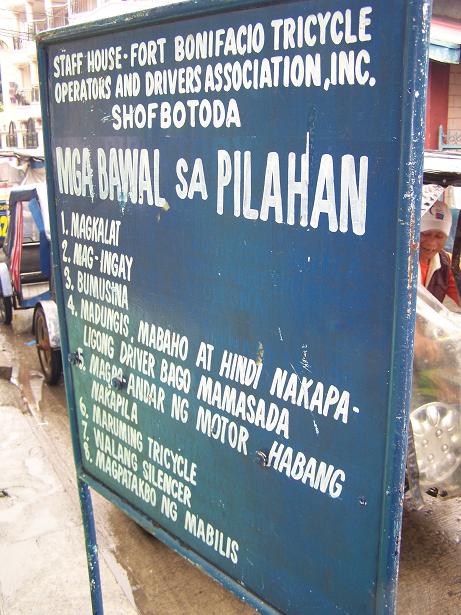 STAFF HOUSE-FORT BONIFACIO TRICYCLE
OPERATORS AND DRIVERS ASSOCIATION, INC.
SHOFBOTODA
MGA BAWAL SA PILAHAN
1. MAGKALAT
2. MAG-INGAY
3. BUMUSINA
4. MADUNGIS, MABAHO AT HINDI NAKAPA-
LIGONG DRIVER BAGO MAMASADA
5. MAGPA-ANDAR NG MOTOR HABANG
NAKAPILA
6. MARUMING TRICYCLE
7. WALANG SILENCER
8. MAGPATAKBO NG MABILIS